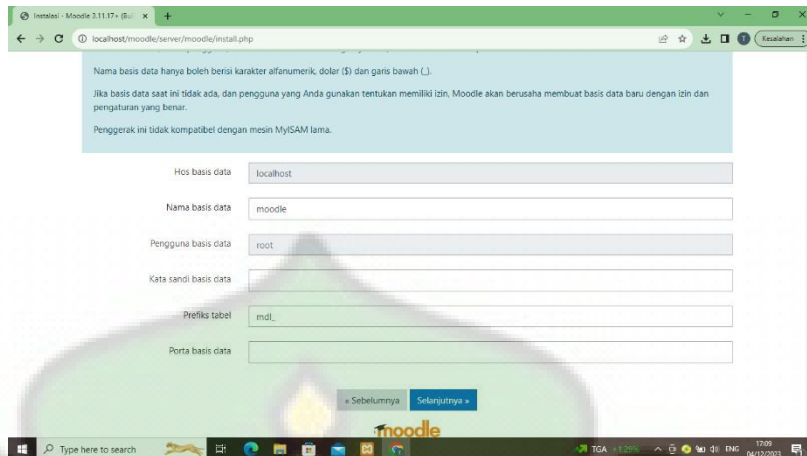 Instalasi - Moodle 3.11.17+ (Bui
localhost/moodle/server/moodle/install.php
Kesalahan
Nama basis data hanya boleh berisi karakter alfanumerik, dolar ($) dan garis bawah (_).
Jika basis data saat ini tidak ada, dan pengguna yang Anda gunakan tentukan memiliki izin, Moodle akan berusaha membuat basis data baru dengan izin dan
pengaturan yang benar.
Penggerak ini tidak kompatibel dengan mesin MyISAM lama.
Hos basis data localhost
Nama basis data moodle
Pengguna basis data root
Kata sandi basis data
Prefiks tabel mdl_
Porta basis data
« Sebelumnya Selanjutnya »
moodle
Type here to search TGA +1.29% ENG 17:09
04/12/2023